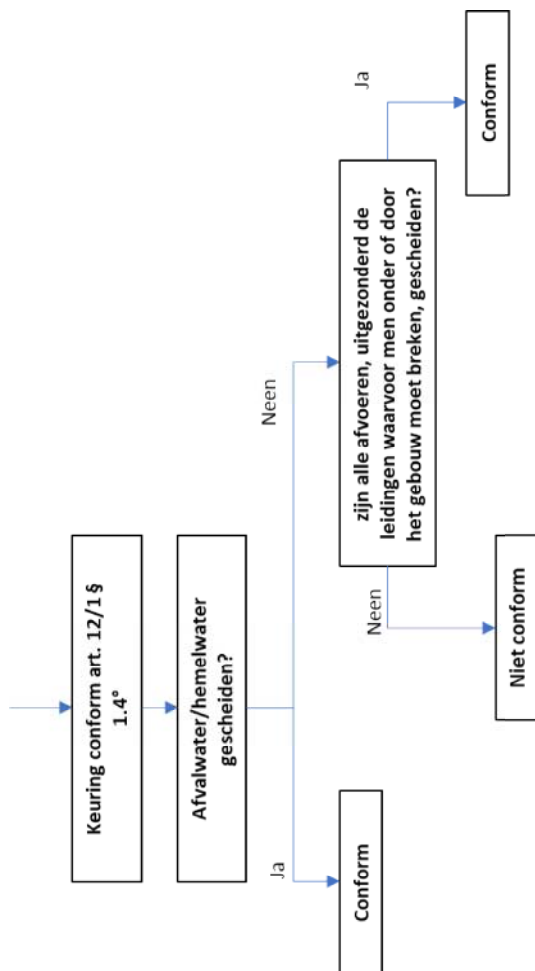 Keuring conform art. 12/1 §
1.4°
Afvalwater/hemelwater
gescheiden?
Ja
Neen
Conform
zijn alle afvoeren, uitgezonderd de
leidingen waarvoor men onder of door
het gebouw moet breken, gescheiden?
Neen
Ja
Niet conform
Conform